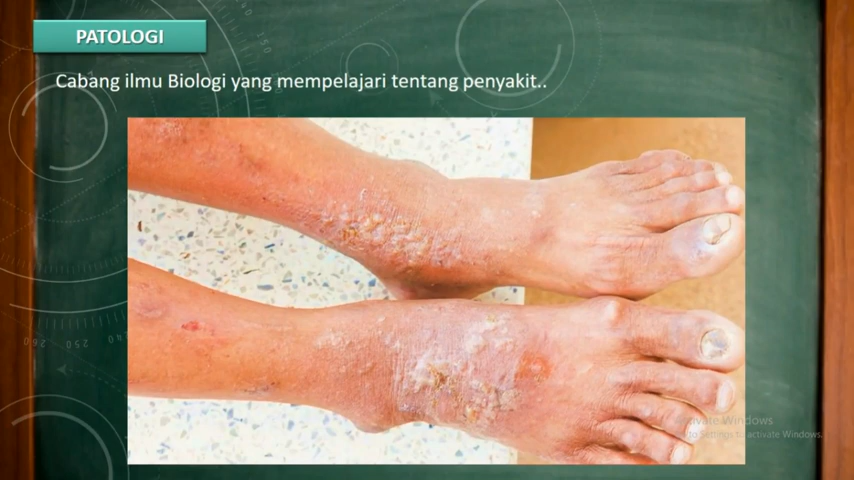 PATOLOGI
Cabang ilmu Biologi yang mempelajari tentang penyakit..
Activate Windows
Go to Settings to activate Windows.